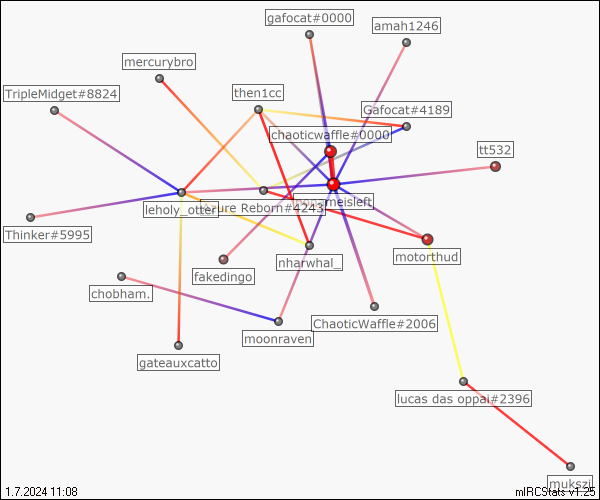 gafocat#0000
amah1246
mercurybro
TripleMidget#8824
then1cc
Gafocat#4189
chaoticwaffle#0000
tt532
leholy_otter
Reborn#4243
Thinker#5995
nharwhal_
motorthud
fakedingo
chobham.
ChaoticWaffle#2006
moonraven
gateauxcatto
lucas das oppai#2396
mukszi
1.7.2024 11:08
mIRCStats v1.25